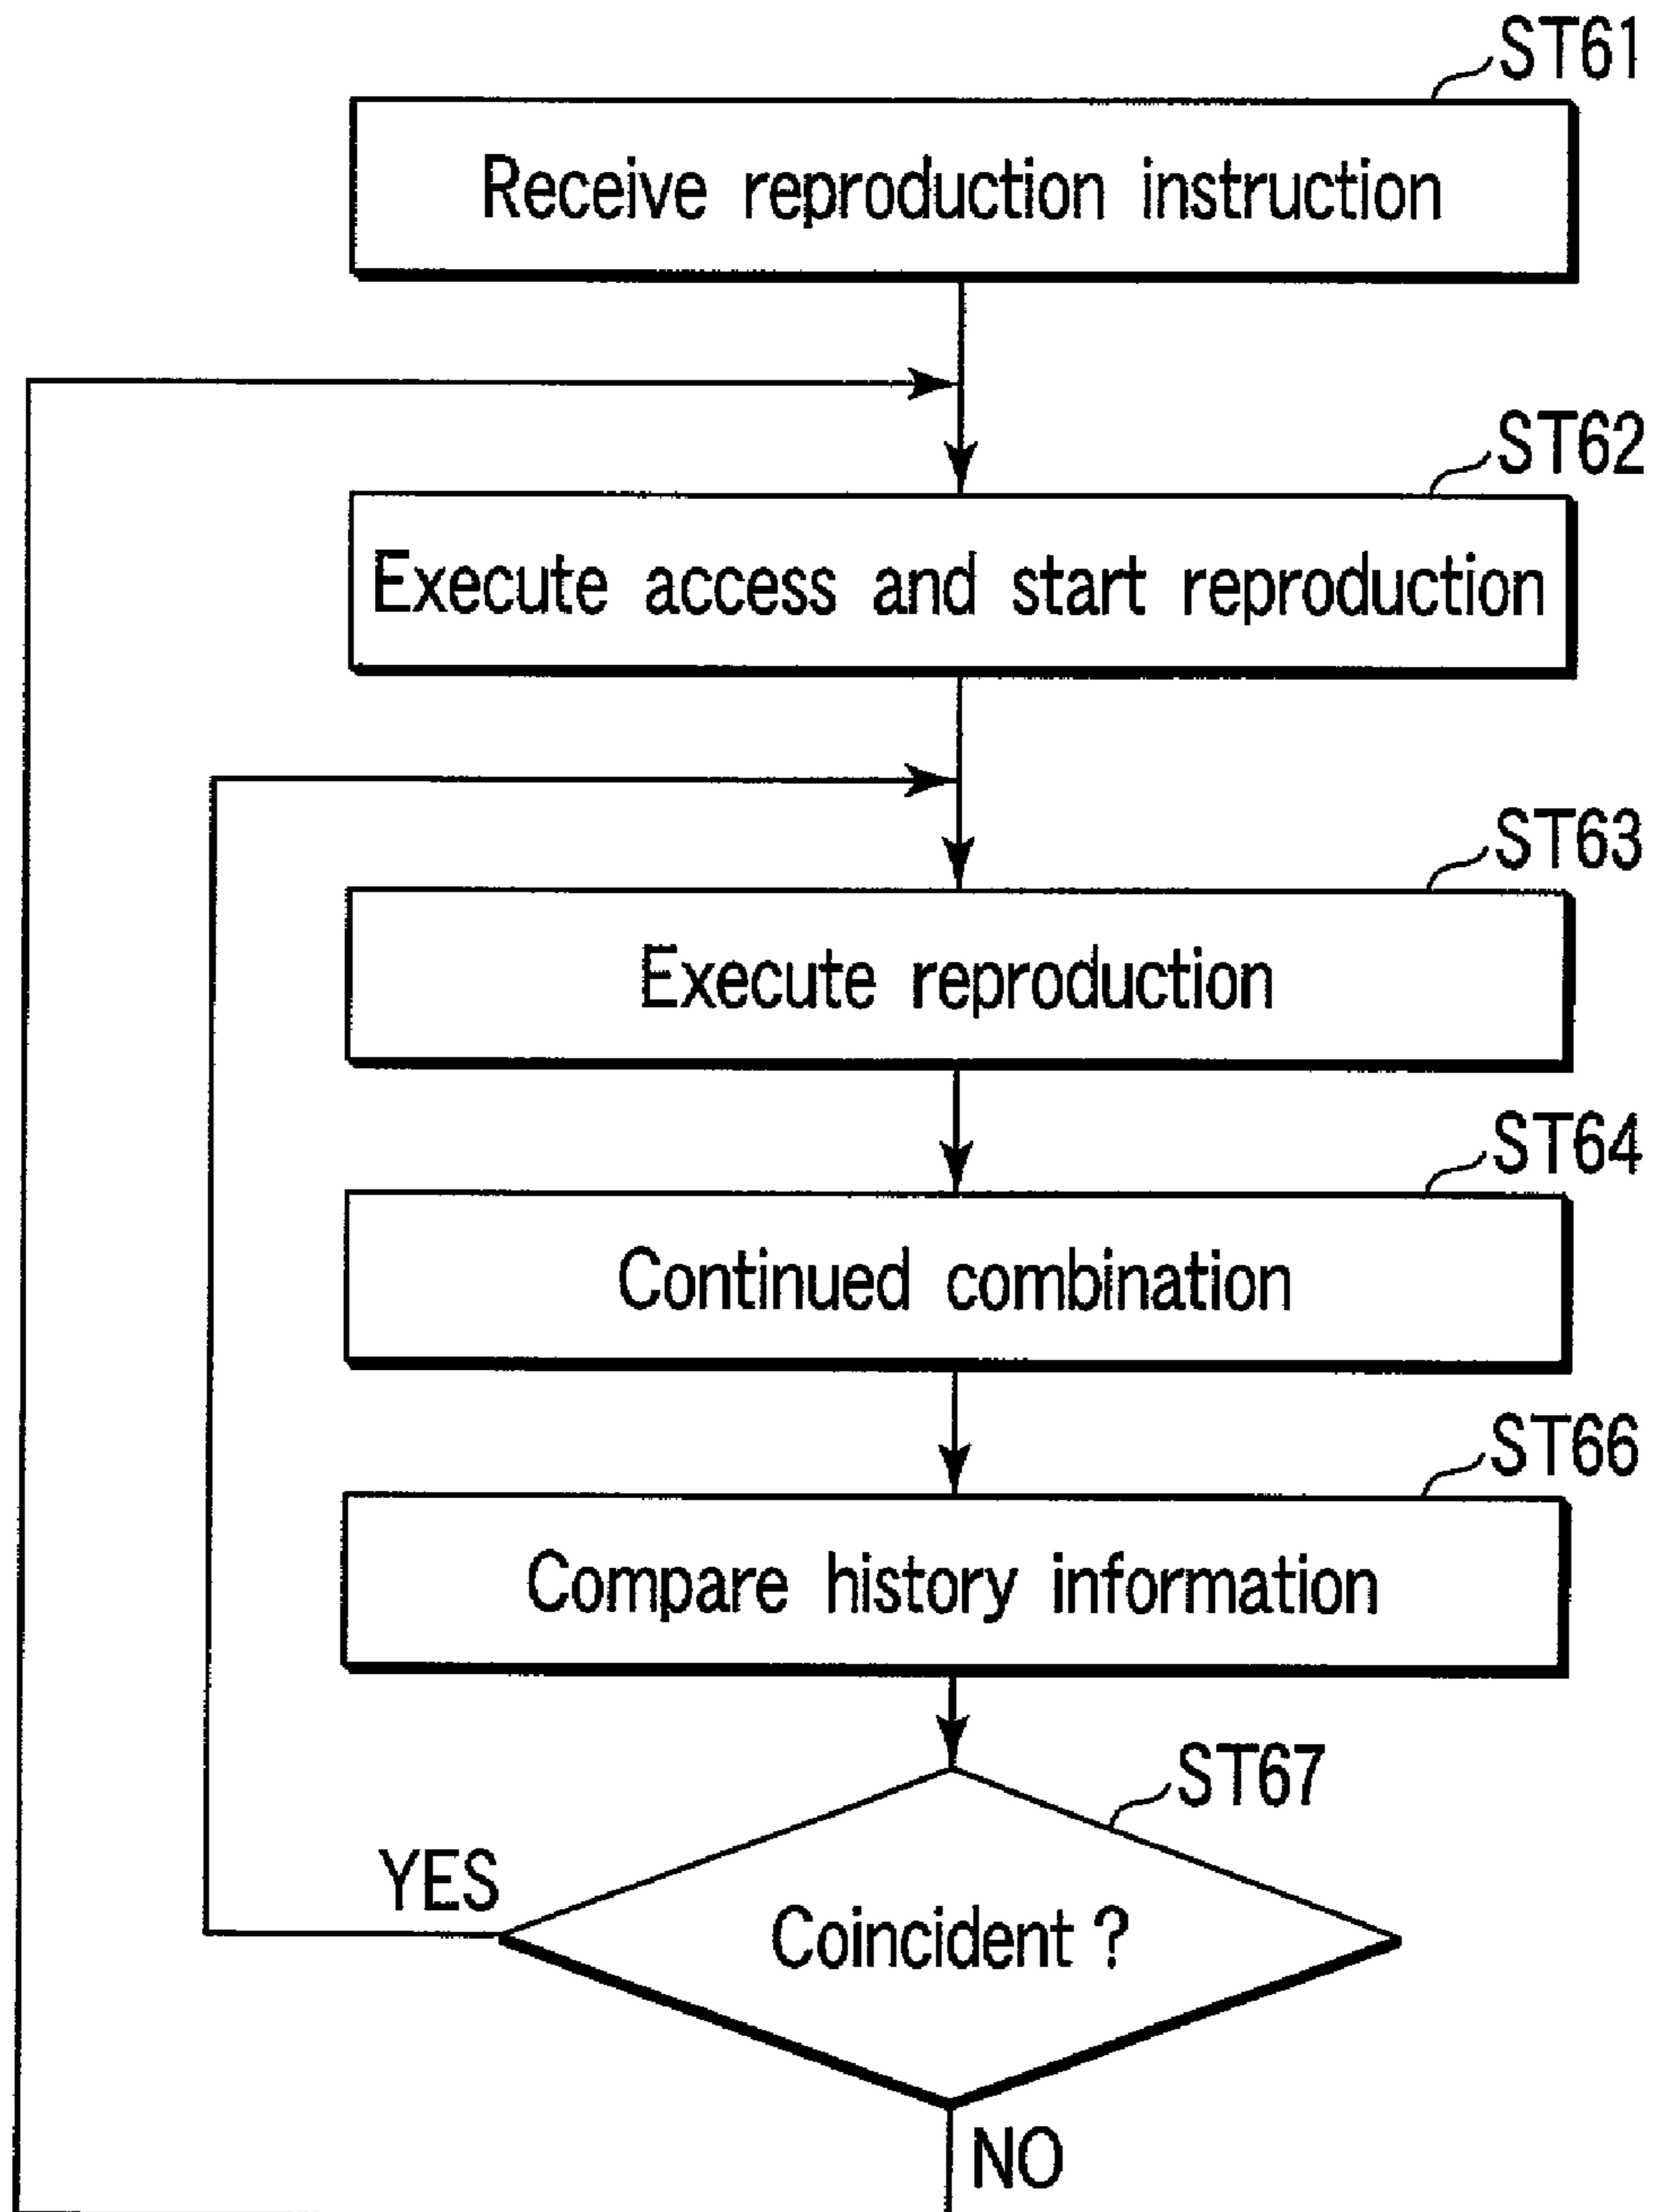 ST61
Receive reproduction instruction
ST62
Execute access and start reproduction
ST63
Execute reproduction
ST64
Continued combination
ST66
Compare history information
ST67
YES
Coincident ?
NO